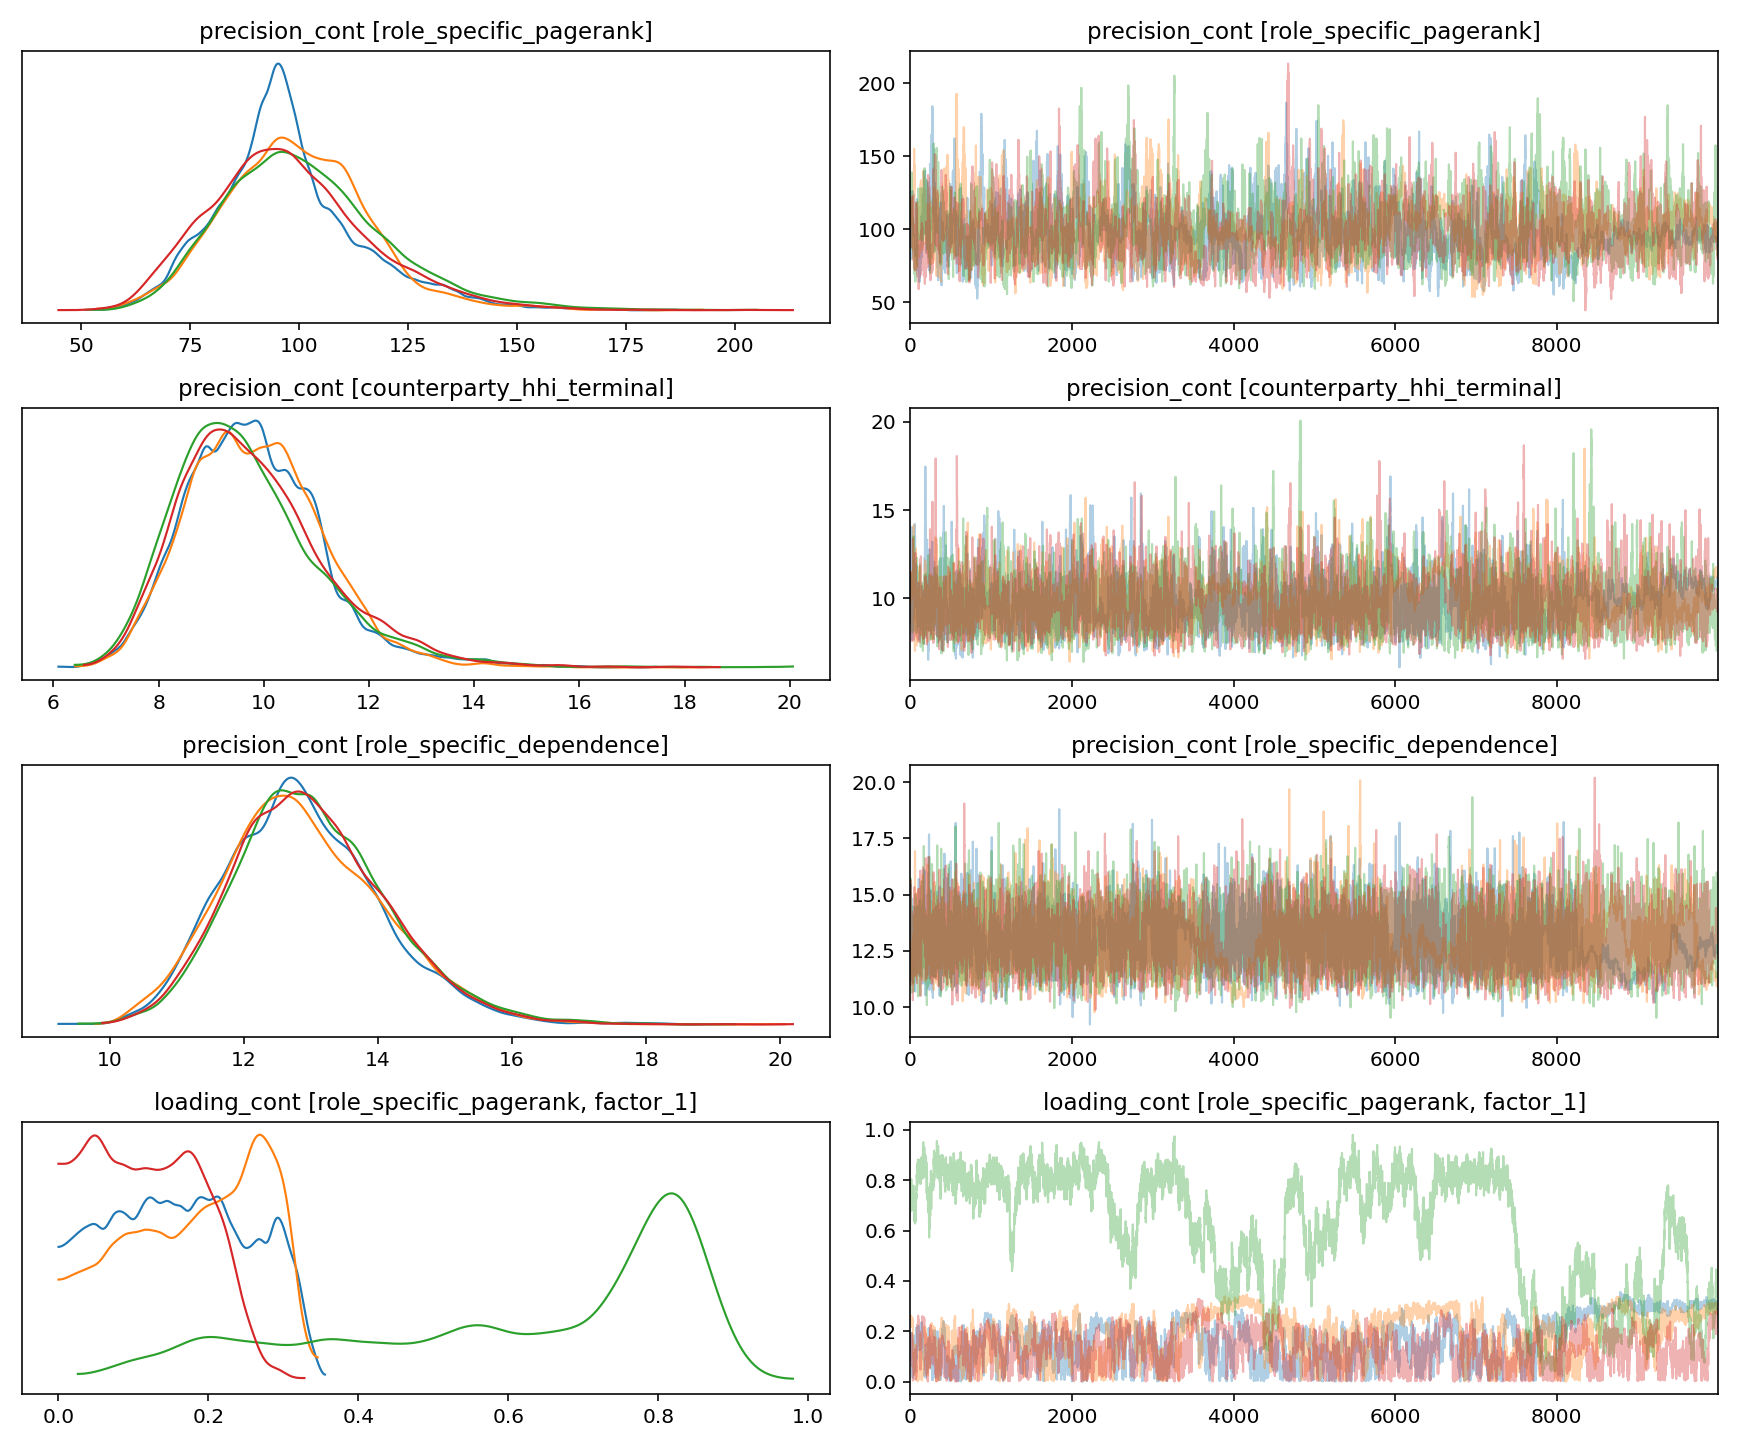 precision_cont [role_specific_pagerank]
50 75 100 125 150 175 200
precision_cont [role_specific_pagerank]
200
150
100
50
0 2000 4000 6000 8000
precision_cont [counterparty_hhi_terminal]
6 8 10 12 14 16 18 20
precision_cont [counterparty_hhi_terminal]
20
15
10
0 2000 4000 6000 8000
precision_cont [role_specific_dependence]
10 12 14 16 18 20
precision_cont [role_specific_dependence]
20.0
17.5
15.0
12.5
10.0
0 2000 4000 6000 8000
loading_cont [role_specific_pagerank, factor_1]
0.0 0.2 0.4 0.6 0.8 1.0
loading_cont [role_specific_pagerank, factor_1]
1.0
0.8
0.6
0.4
0.2
0.0
0 2000 4000 6000 8000